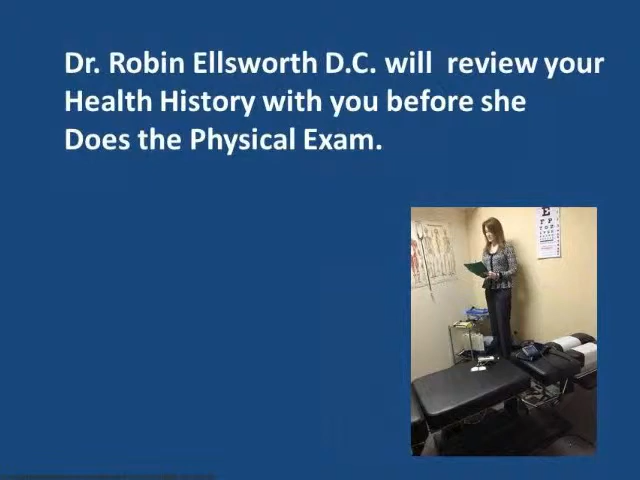 Dr. Robin Ellsworth D.C. will  review your
Health History with you before she
Does the Physical Exam.
E
F P